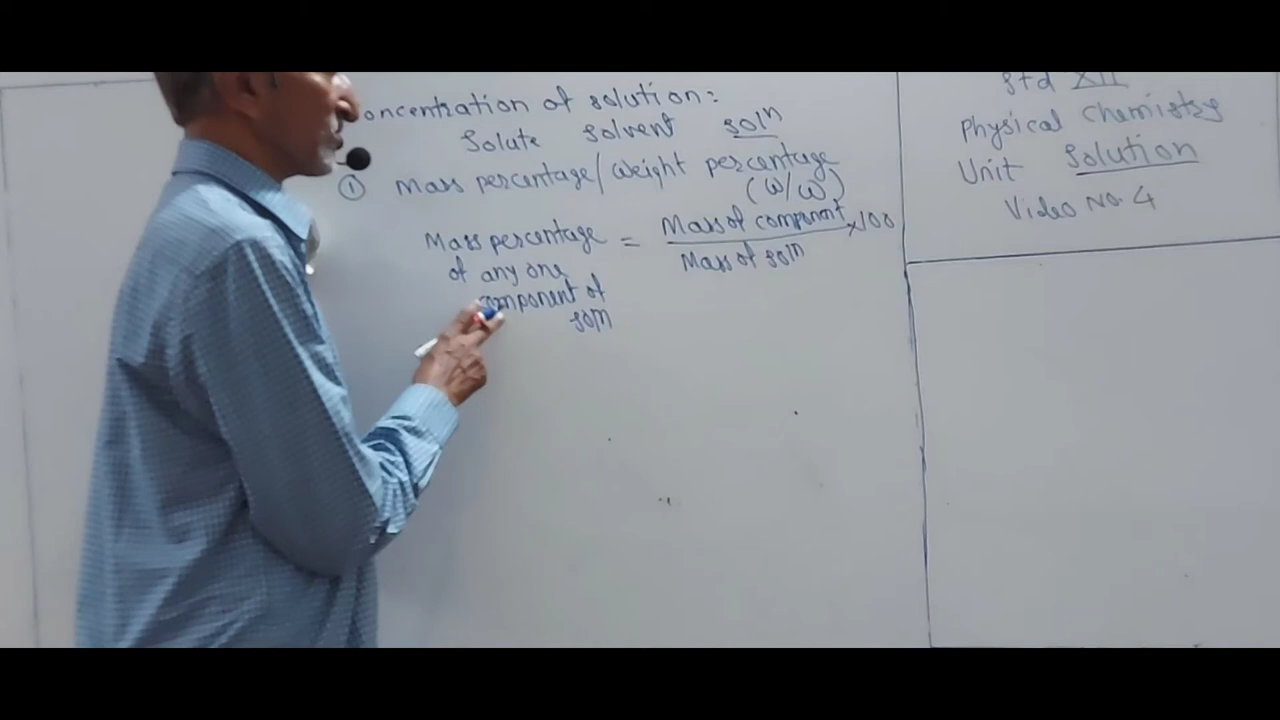 oncentration of solution:
Solute solvent solⁿ
① Mass percentage/Weight percentage
(W/W)
Mass percentage
of any one
component of
solⁿ
= Mass of component ×100
Mass of solⁿ
Std XII
Physical Chemistry
Unit Solution
Video No. 4